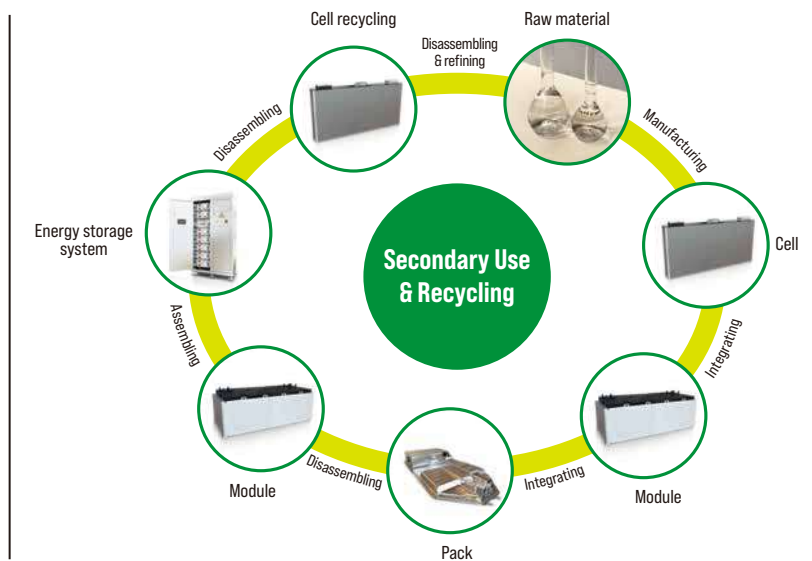 Cell recycling
Disassembling
& refining
Raw material
Manufacturing
Cell
Integrating
Module
Integrating
Pack
Disassembling
Module
Assembling
Energy storage
system
Disassembling
Secondary Use
& Recycling